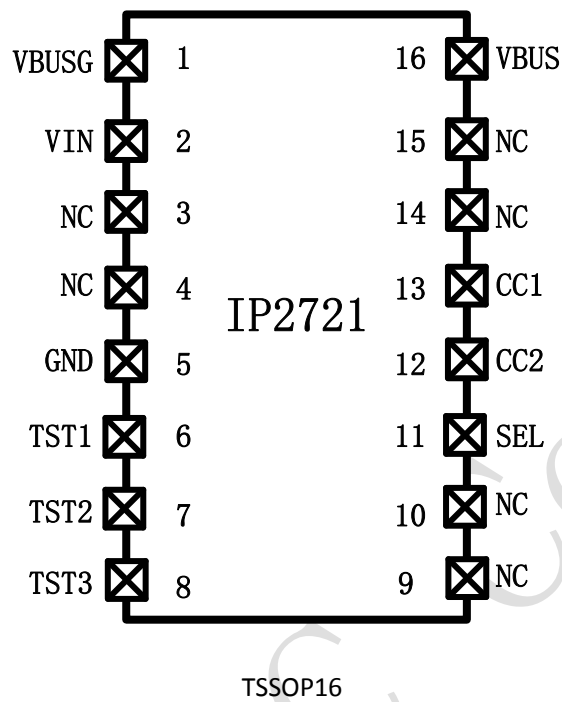 VBUSG 1 16 VBUS
VIN 2 15 NC
NC 3 14 NC
NC 4 13 CC1
IP2721
GND 5 12 CC2
TST1 6 11 SEL
TST2 7 10 NC
TST3 8 9 NC
TSSOP16